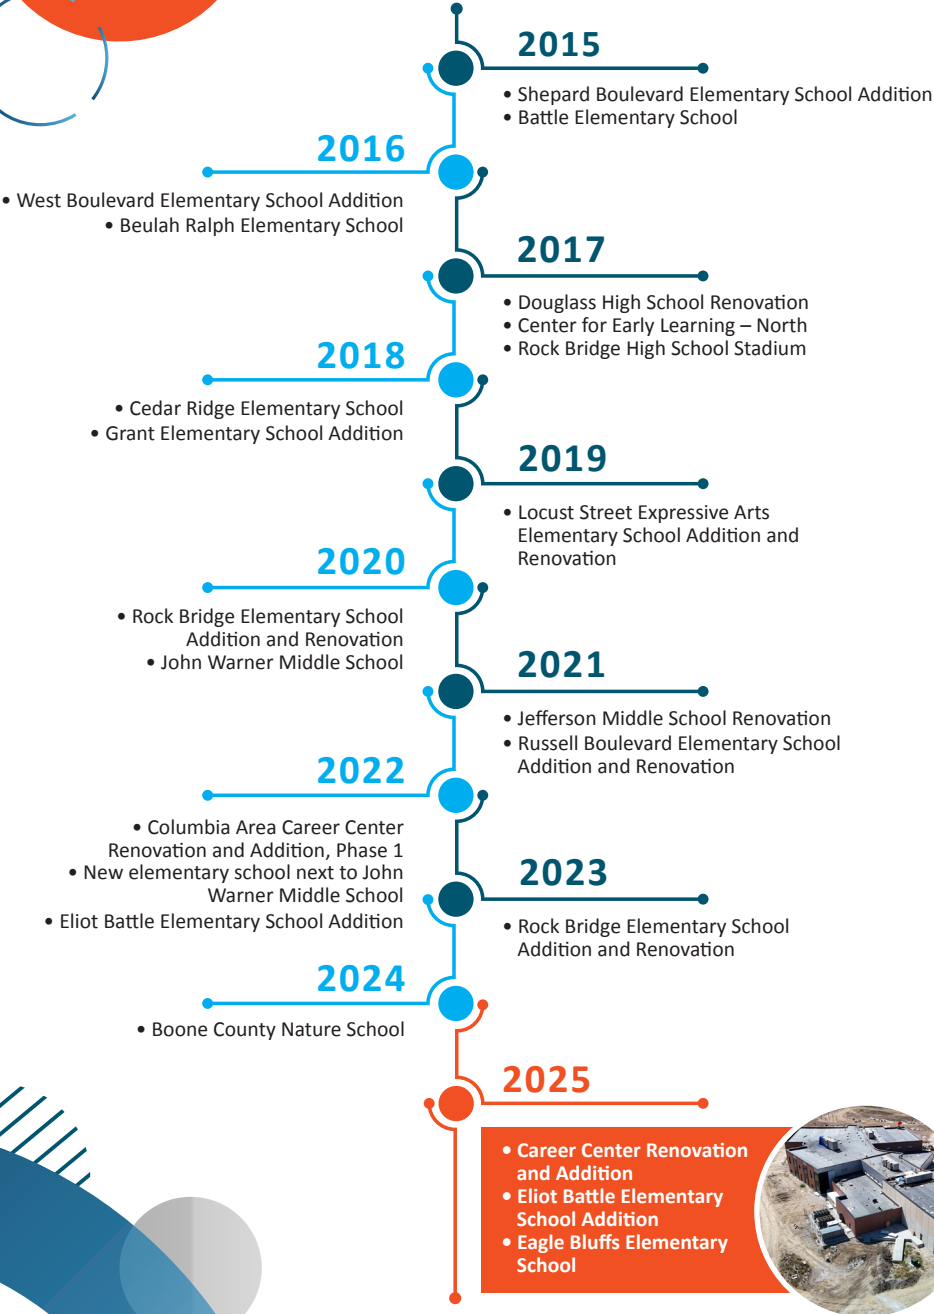 2015
• Shepard Boulevard Elementary School Addition
• Battle Elementary School
2016
• West Boulevard Elementary School Addition
• Beulah Ralph Elementary School
2017
• Douglass High School Renovation
• Center for Early Learning – North
• Rock Bridge High School Stadium
2018
• Cedar Ridge Elementary School
• Grant Elementary School Addition
2019
• Locust Street Expressive Arts
Elementary School Addition and
Renovation
2020
• Rock Bridge Elementary School
Addition and Renovation
• John Warner Middle School
2021
• Jefferson Middle School Renovation
• Russell Boulevard Elementary School
Addition and Renovation
2022
• Columbia Area Career Center
Renovation and Addition, Phase 1
• New elementary school next to John
Warner Middle School
• Eliot Battle Elementary School Addition
2023
• Rock Bridge Elementary School
Addition and Renovation
2024
• Boone County Nature School
2025
• Career Center Renovation
and Addition
• Eliot Battle Elementary
School Addition
• Eagle Bluffs Elementary
School